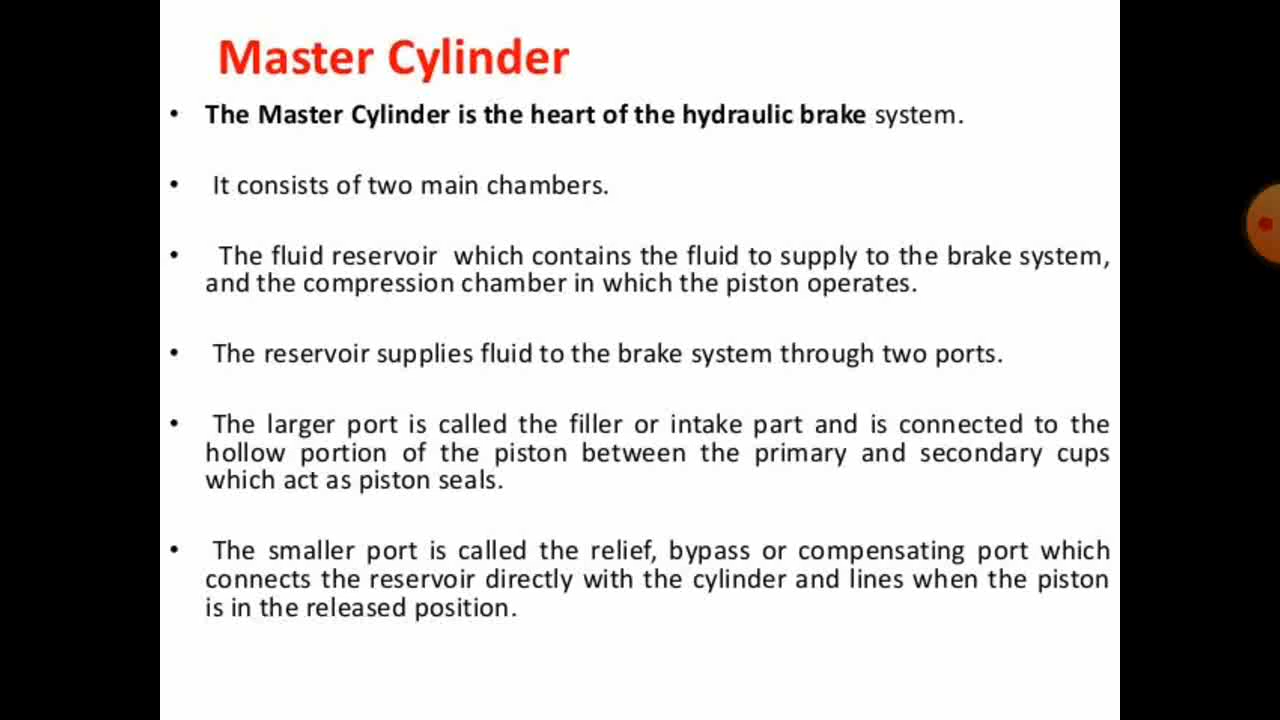 Master Cylinder
• The Master Cylinder is the heart of the hydraulic brake system.
• It consists of two main chambers.
• The fluid reservoir which contains the fluid to supply to the brake system,
and the compression chamber in which the piston operates.
• The reservoir supplies fluid to the brake system through two ports.
• The larger port is called the filler or intake part and is connected to the
hollow portion of the piston between the primary and secondary cups
which act as piston seals.
• The smaller port is called the relief, bypass or compensating port which
connects the reservoir directly with the cylinder and lines when the piston
is in the released position.